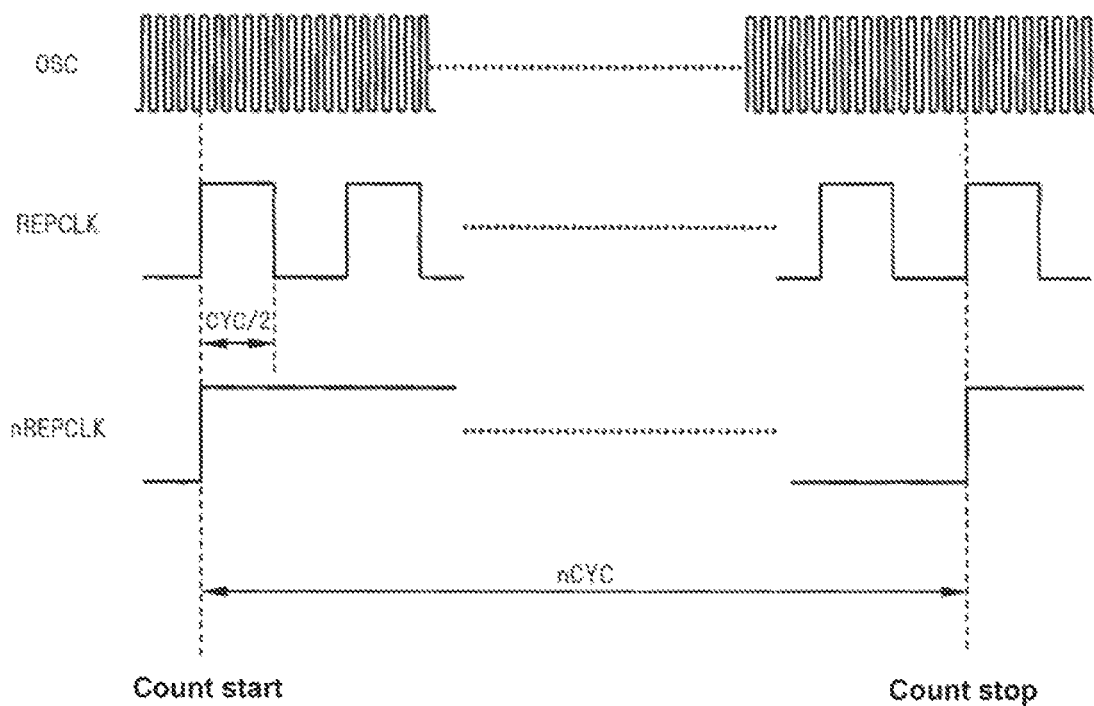 OSC
REPCLK
CYC/2
nREPCLK
nCYC
Count start
Count stop